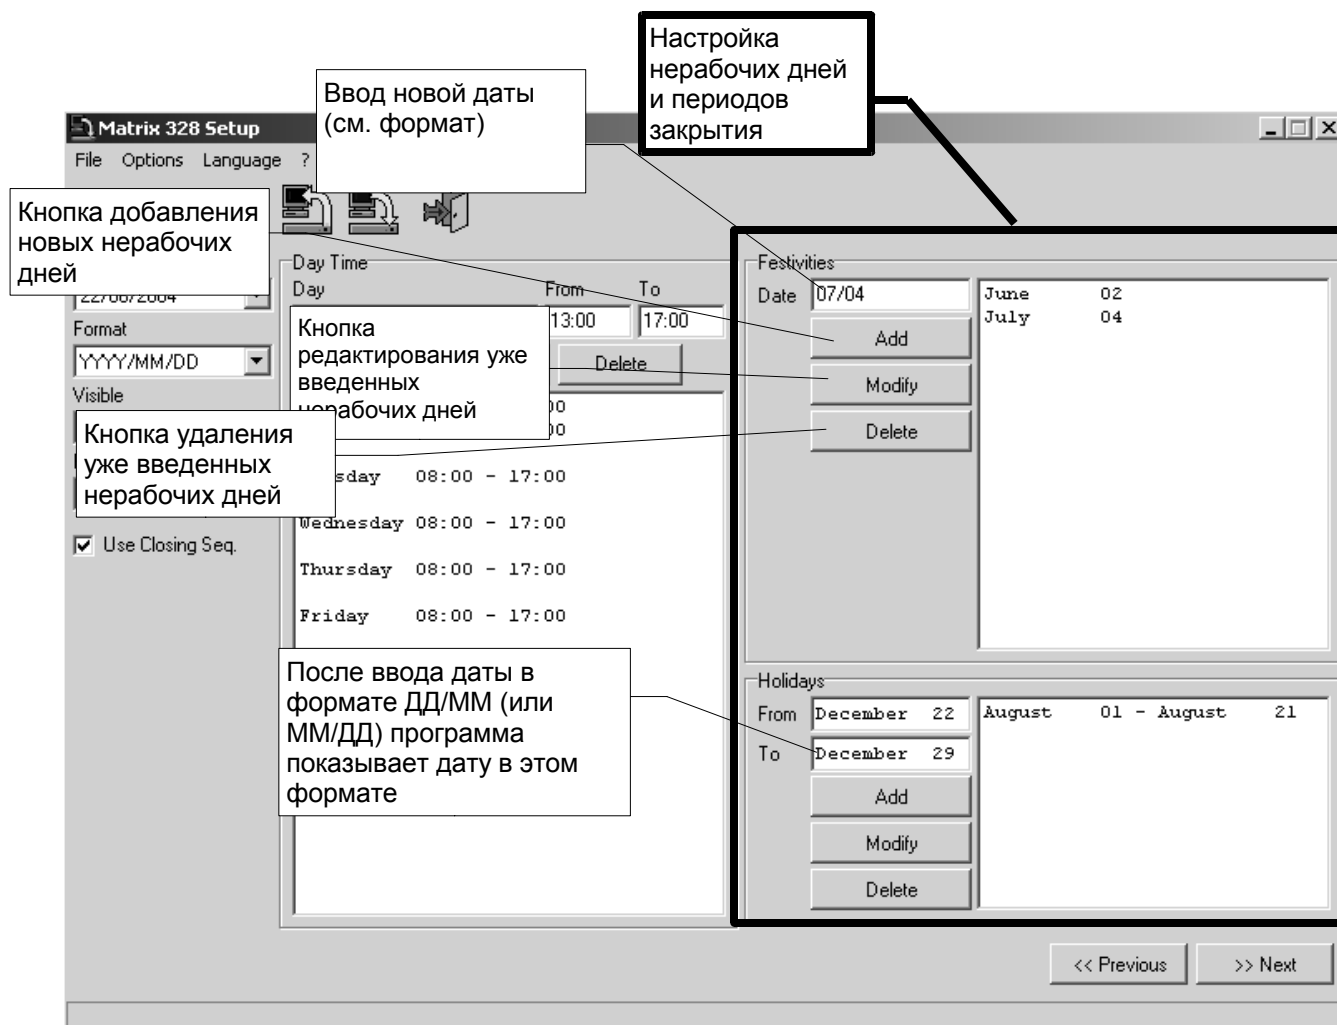 Настройка
нерабочих дней
и периодов
закрытия
Ввод новой даты
(см. формат)
Matrix 328 Setup
File Options Language ?
Кнопка добавления
новых нерабочих
дней
Format
YYYY/MM/DD
Visible
Кнопка удаления
уже введенных
нерабочих дней
Use Closing Seq.
Day Time
Day From To
13:00 17:00
Delete
Кнопка
редактирования уже
введенных
нерабочих дней
08:00 - 17:00
Wednesday 08:00 - 17:00
Thursday 08:00 - 17:00
Friday 08:00 - 17:00
После ввода даты в
формате ДД/ММ (или
ММ/ДД) программа
показывает дату в этом
формате
Festivities
Date 07/04
Add
Modify
Delete
June 02
July 04
Holidays
From December 22
To December 29
Add
Modify
Delete
August 01 - August 21
<< Previous >> Next